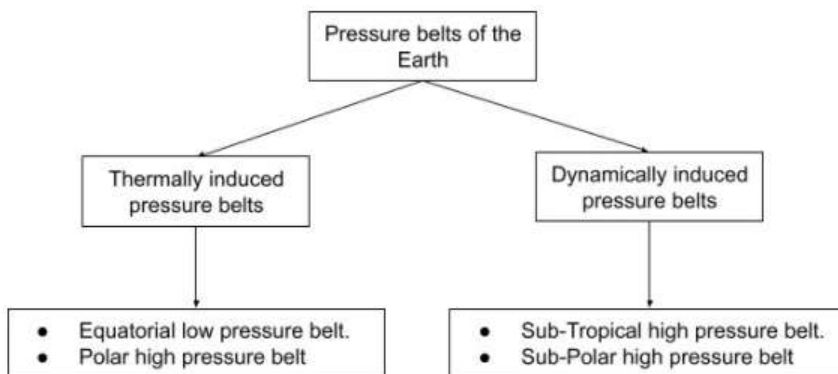 Pressure belts of the
Earth
Thermally induced
pressure belts
Dynamically induced
pressure belts
● Equatorial low pressure belt.
● Polar high pressure belt
● Sub-Tropical high pressure belt.
● Sub-Polar high pressure belt